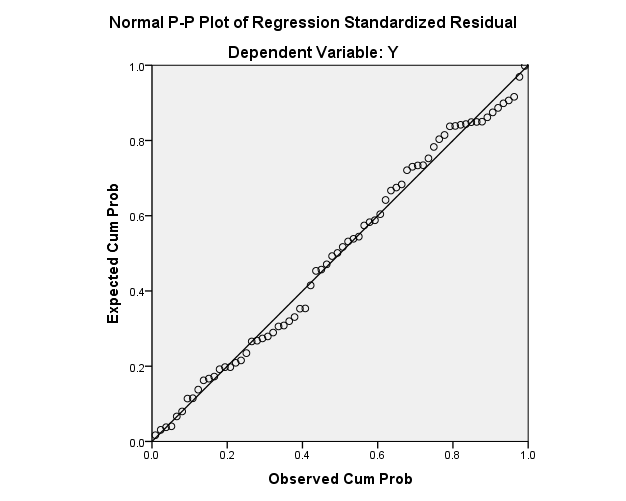 Normal P-P Plot of Regression Standardized Residual
Dependent Variable: Y
Expected Cum Prob
1.0
0.8
0.6
0.4
0.2
0.0
0.0 0.2 0.4 0.6 0.8 1.0
Observed Cum Prob